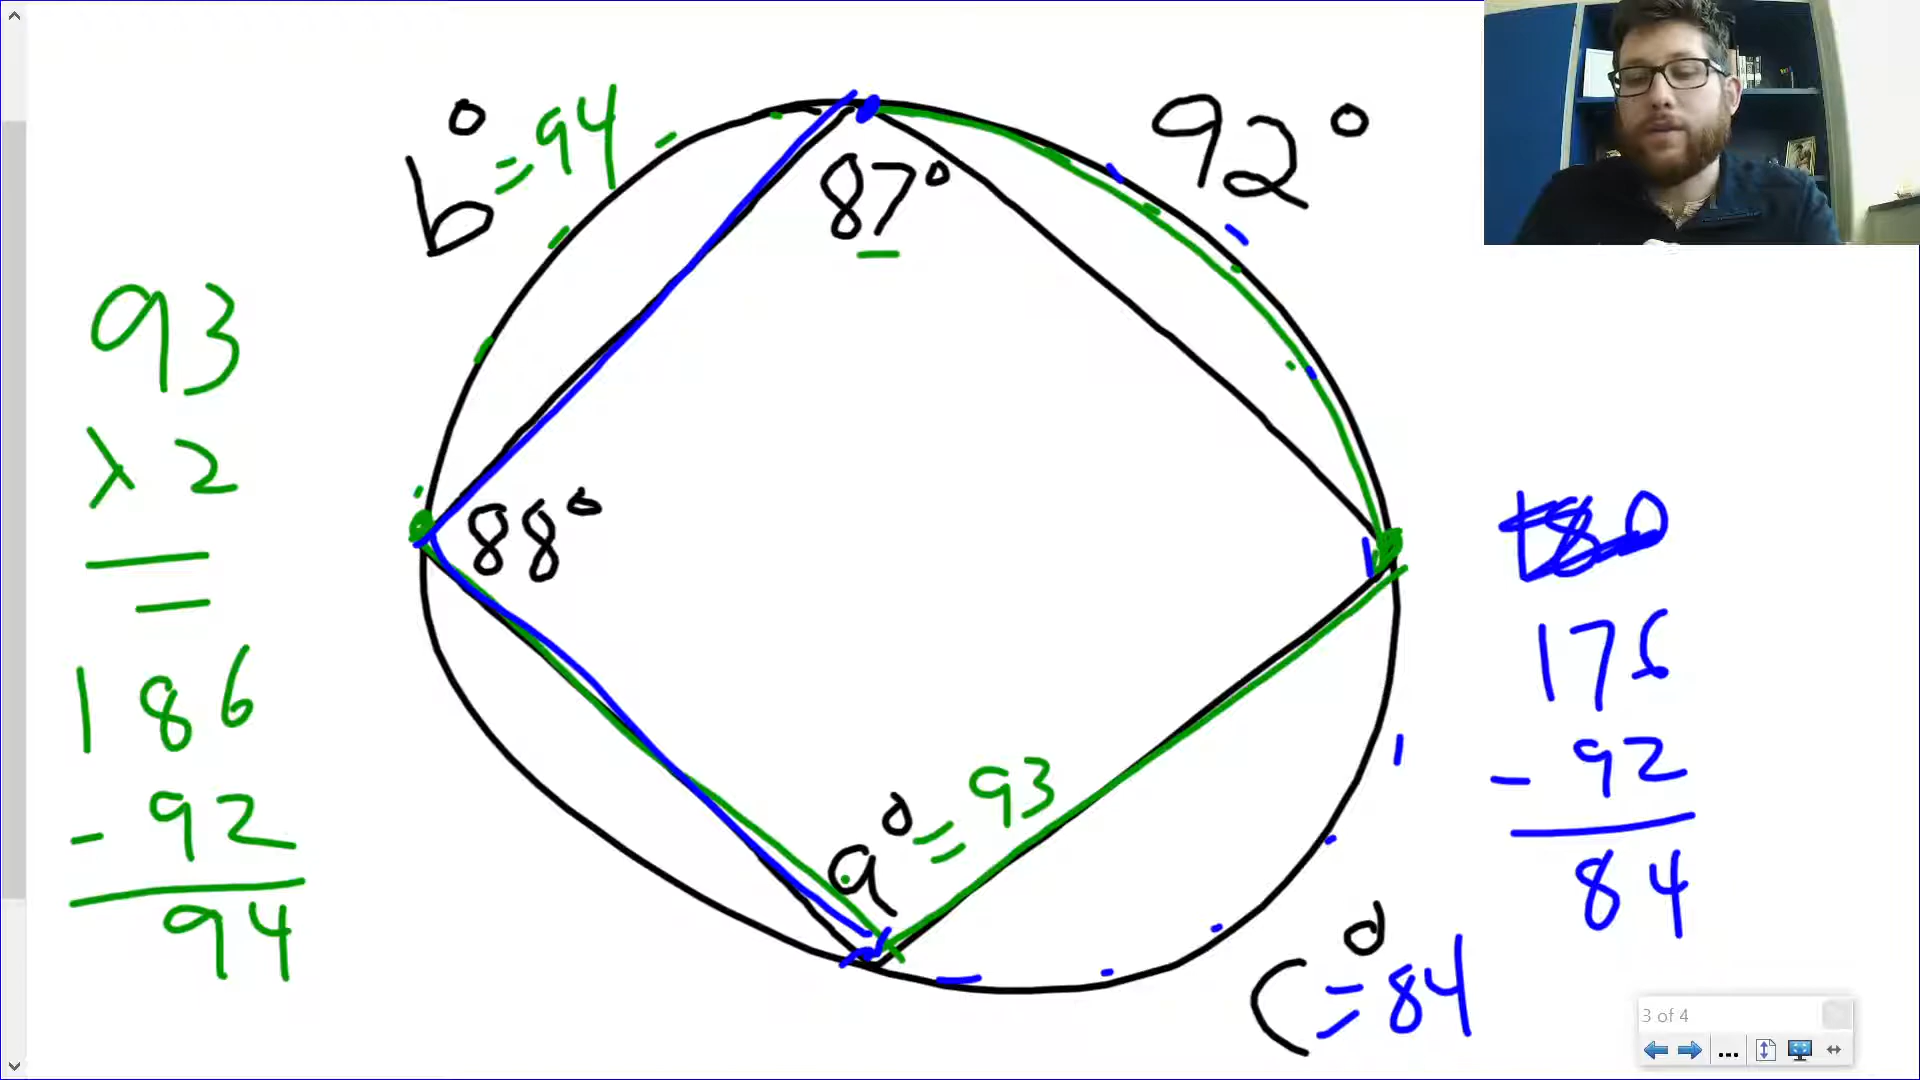 b° = 94
92°
87°
93
x 2
186
- 92
94
88°
a° = 93
180
176
- 92
84
c° = 84
3 of 4
...